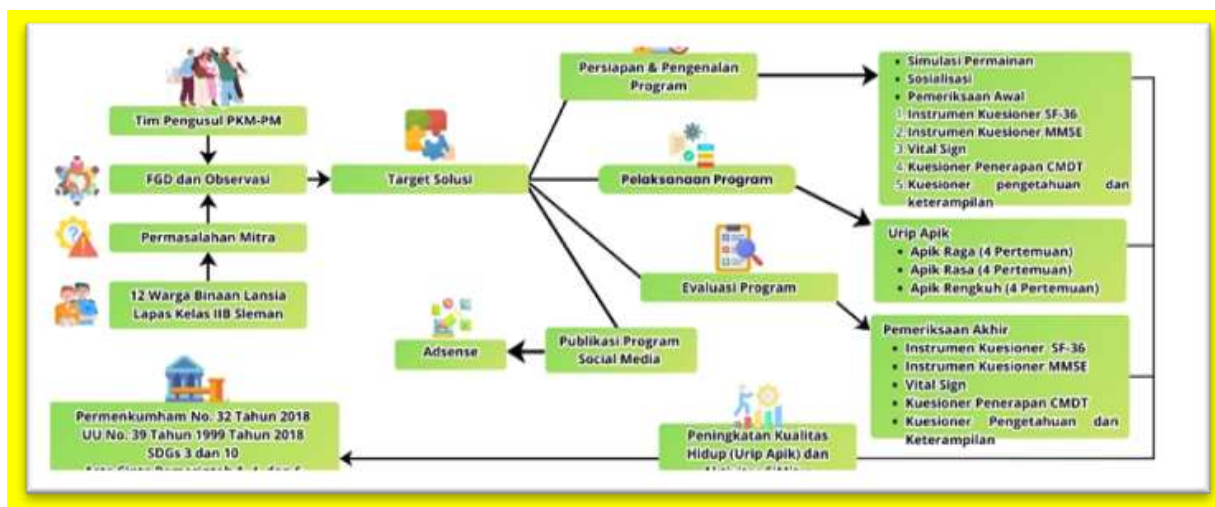 Tim Pengusul PKM-PM
FGD dan Observasi
Permasalahan Mitra
12 Warga Binaan Lansia
Lapas Kelas IIB Sleman
Target Solusi
Persiapan & Pengenalan
Program
Pelaksanaan Program
Evaluasi Program
Publikasi Program
Social Media
Adsense
• Simulasi Permainan
• Sosialisasi
• Pemeriksaan Awal
1. Instrumen Kuesioner SF-36
2. Instrumen Kuesioner MMSE
3. Vital Sign
4. Kuesioner Penerapan CMDT
5. Kuesioner pengetahuan dan
keterampilan
Urip Apik
• Apik Raga (4 Pertemuan)
• Apik Rasa (4 Pertemuan)
• Apik Rengkuh (4 Pertemuan)
Pemeriksaan Akhir
• Instrumen Kuesioner SF-36
• Instrumen Kuesioner MMSE
• Vital Sign
• Kuesioner Penerapan CMDT
• Kuesioner Pengetahuan dan
Keterampilan
Peningkatan Kualitas
Hidup (Urip Apik) dan
Permenkumham No. 32 Tahun 2018
UU No. 39 Tahun 1999 Tahun 2018
SDGs 3 dan 10